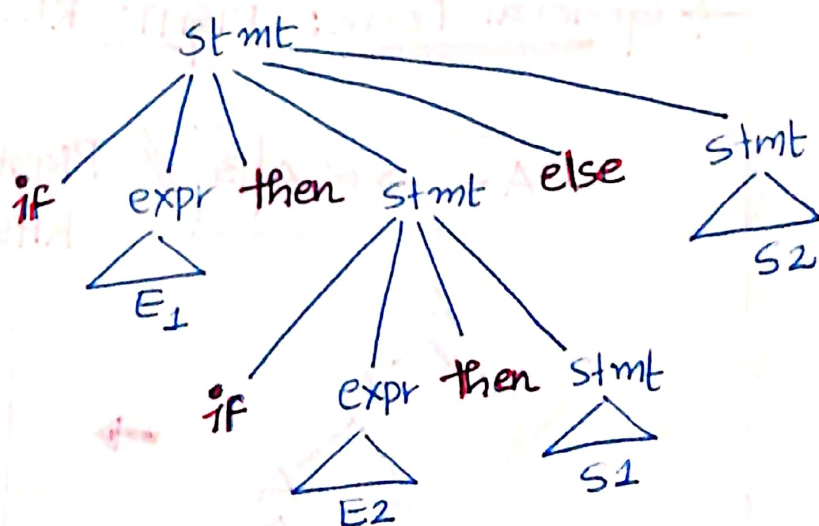 stmt
if expr then stmt else stmt
E1 S2
if expr then stmt
E2 S1